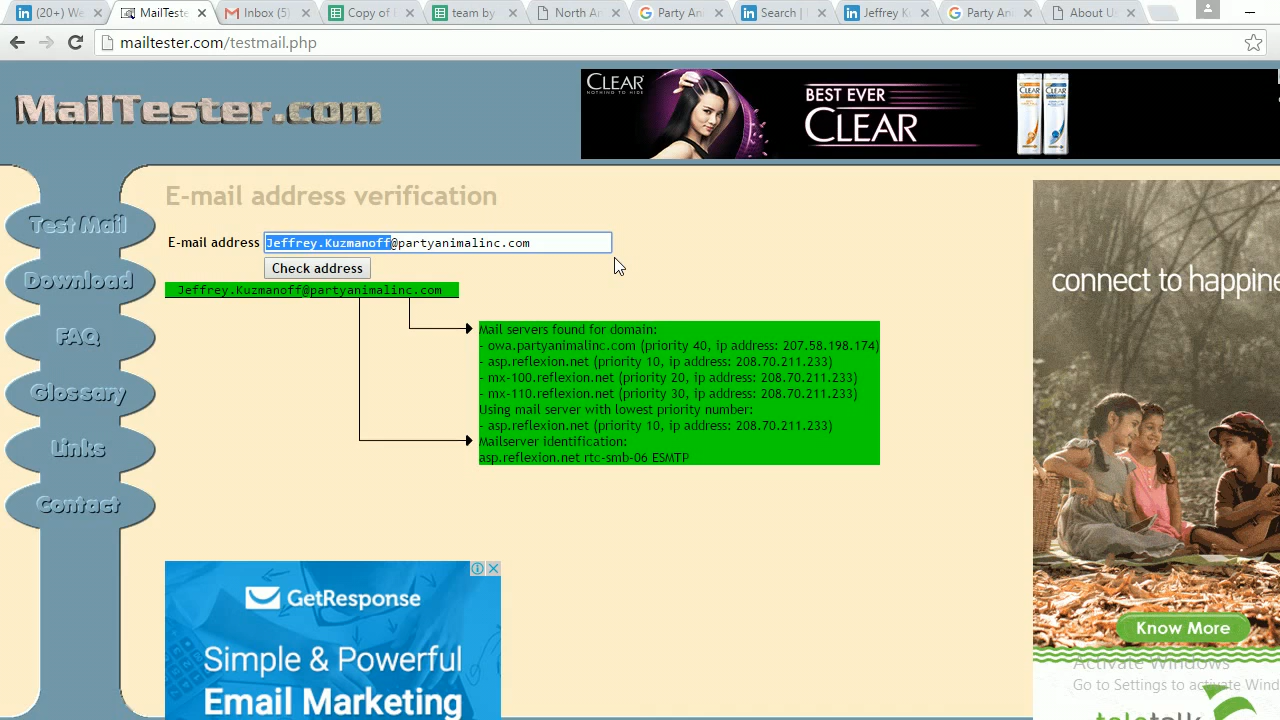 (20+) We
MailTeste
Inbox (5)
Copy of
team by
North A
Party An
Search |
Jeffrey K
Party An
About U
mailtester.com/testmail.php
MailTester.com
CLEAR
NOTHING TO HIDE
BEST EVER
CLEAR
CLEAR
CLEAR
Test Mail
Download
FAQ
Glossary
Links
Contact
E-mail address verification
E-mail address Jeffrey.Kuzmanoff@partyanimalinc.com
Check address
Jeffrey.Kuzmanoff@partyanimalinc.com
Mail servers found for domain:
- owa.partyanimalinc.com (priority 40, ip address: 207.58.198.174)
- asp.reflexion.net (priority 10, ip address: 208.70.211.233)
- mx-100.reflexion.net (priority 20, ip address: 208.70.211.233)
- mx-110.reflexion.net (priority 30, ip address: 208.70.211.233)
Using mail server with lowest priority number:
- asp.reflexion.net (priority 10, ip address: 208.70.211.233)
Mailserver identification:
asp.reflexion.net rtc-smb-06 ESMTP
GetResponse
Simple & Powerful
Email Marketing
connect to happine
Know More
Activate Windows
Go to Settings to activate Wind
teletalk